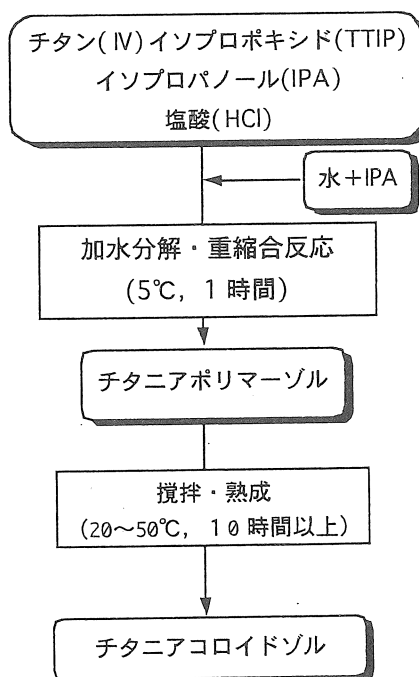 チタン(Ⅳ)イソプロポキシド(TTIP)
イソプロパノール(IPA)
塩酸(HCl)
水+IPA
加水分解・重縮合反応
(5℃, 1 時間)
チタニアポリマーゾル
撹拌・熟成
(20～50℃, 10時間以上)
チタニアコロイドゾル